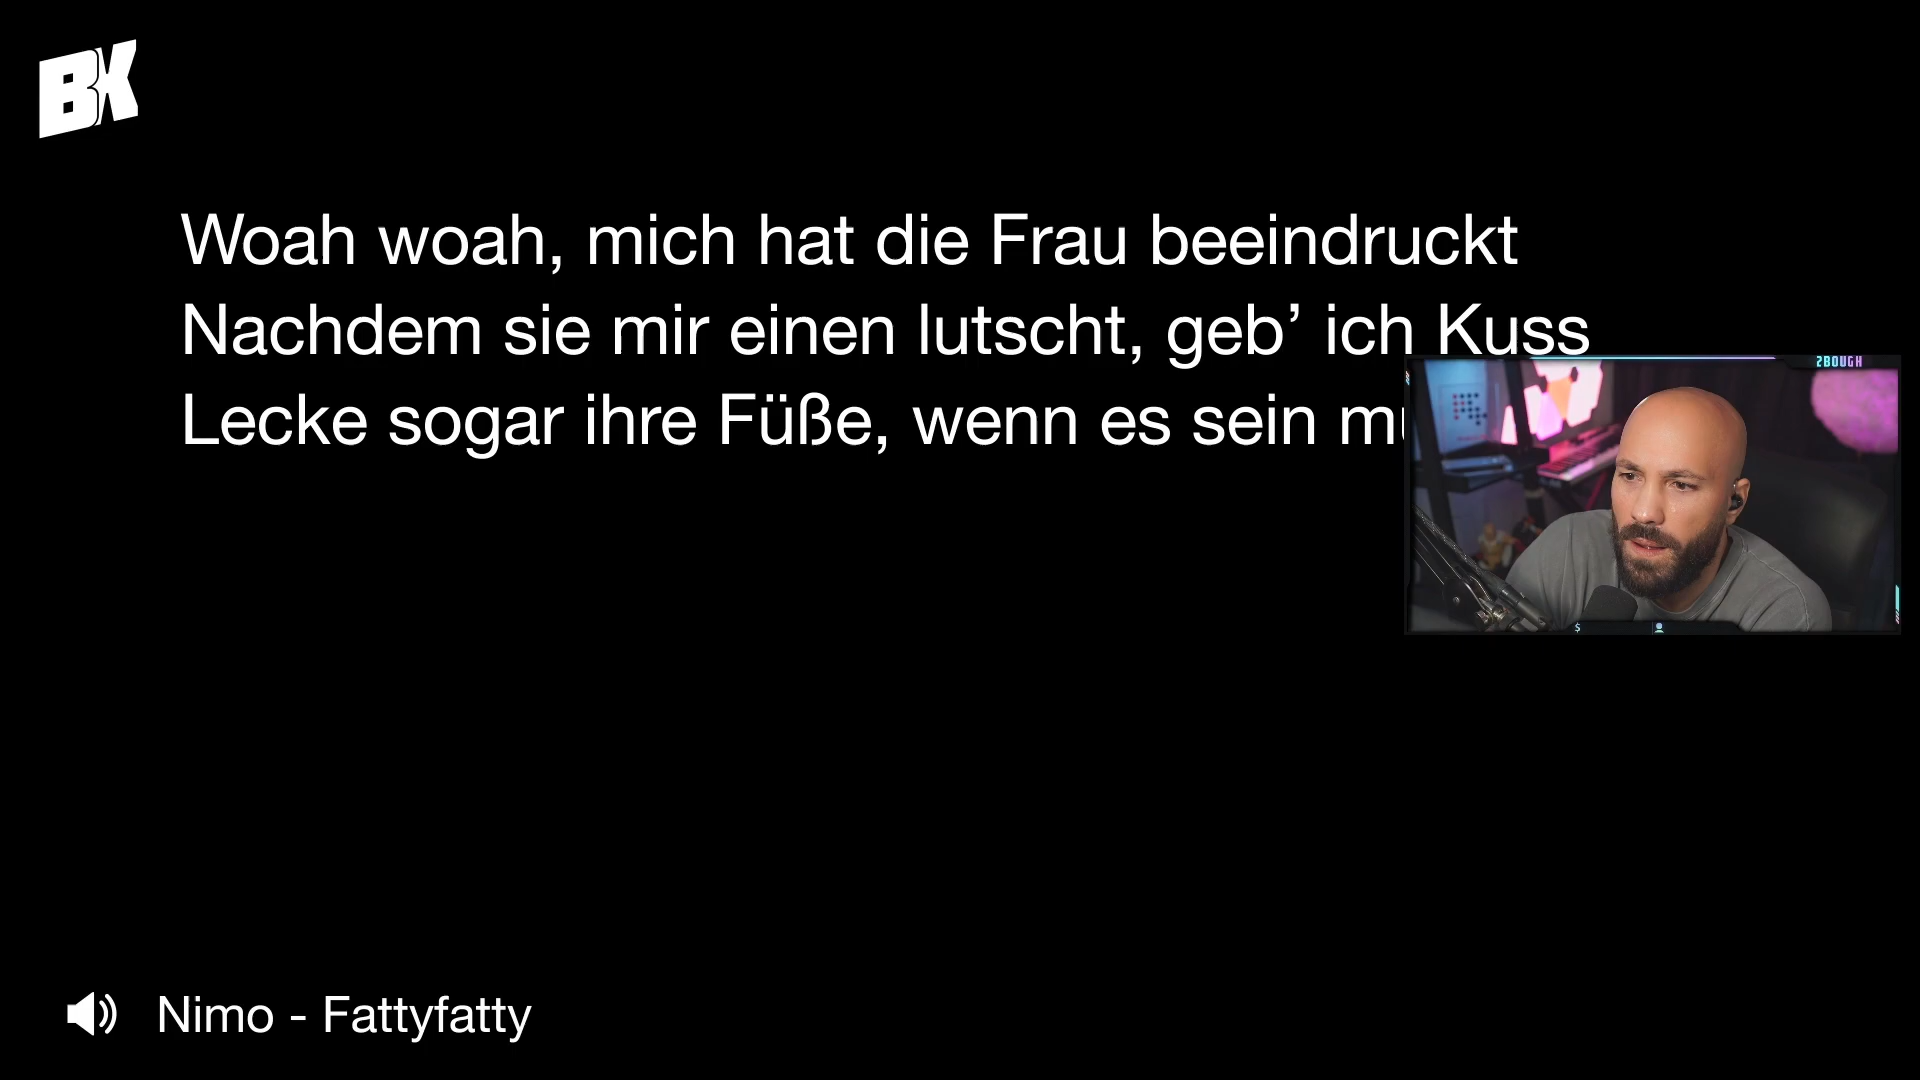 BK
Woah woah, mich hat die Frau beeindruckt
Nachdem sie mir einen lutscht, geb’ ich Kuss
Lecke sogar ihre Füße, wenn es sein
2BOUGH
$
Nimo - Fattyfatty